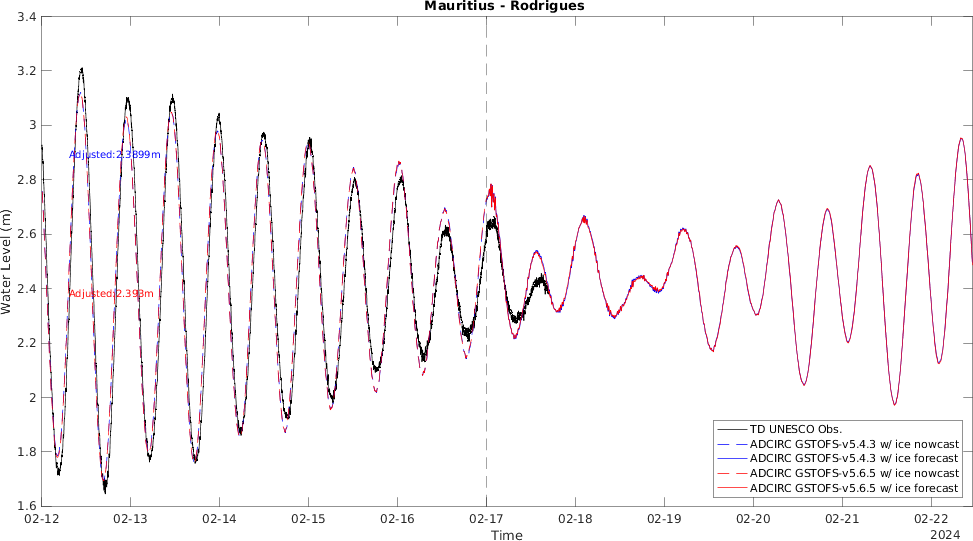 Mauritius - Rodrigues
3.4
3.2
3
2.8
2.6
2.4
2.2
2
1.8
1.6
Water Level (m)
Adjusted:2.3899m
Adjusted:2.393m
TD UNESCO Obs.
ADCIRC GSTOFS-v5.4.3 w/ ice nowcast
ADCIRC GSTOFS-v5.4.3 w/ ice forecast
ADCIRC GSTOFS-v5.6.5 w/ ice nowcast
ADCIRC GSTOFS-v5.6.5 w/ ice forecast
02-12 02-13 02-14 02-15 02-16 02-17 02-18 02-19 02-20 02-21 02-22
Time
2024